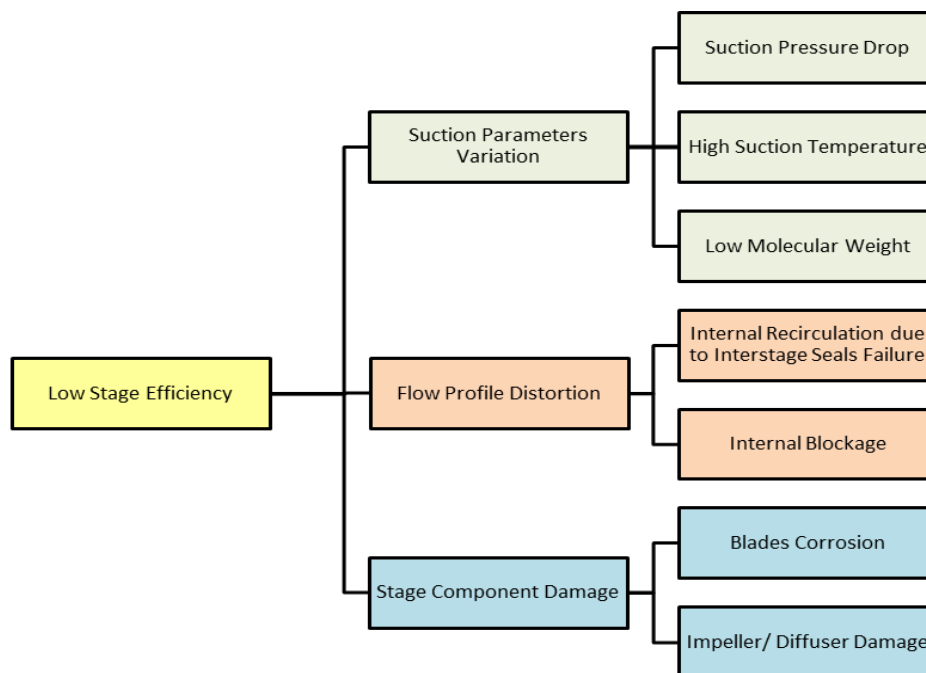 Suction Pressure Drop
Suction Parameters
Variation
High Suction Temperature
Low Molecular Weight
Internal Recirculation due
to Interstage Seals Failure
Low Stage Efficiency
Flow Profile Distortion
Internal Blockage
Blades Corrosion
Stage Component Damage
Impeller/ Diffuser Damage